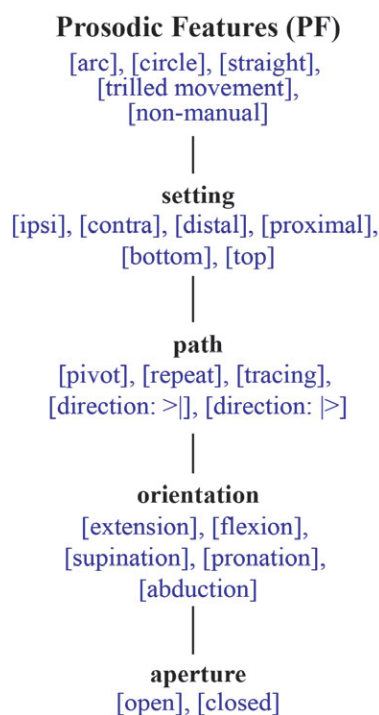 Prosodic Features (PF)
[arc], [circle], [straight],
[trilled movement],
[non-manual]
setting
[ipsi], [contra], [distal], [proximal],
[bottom], [top]
path
[pivot], [repeat], [tracing],
[direction: >|], [direction: |>]
orientation
[extension], [flexion],
[supination], [pronation],
[abduction]
aperture
[open], [closed]